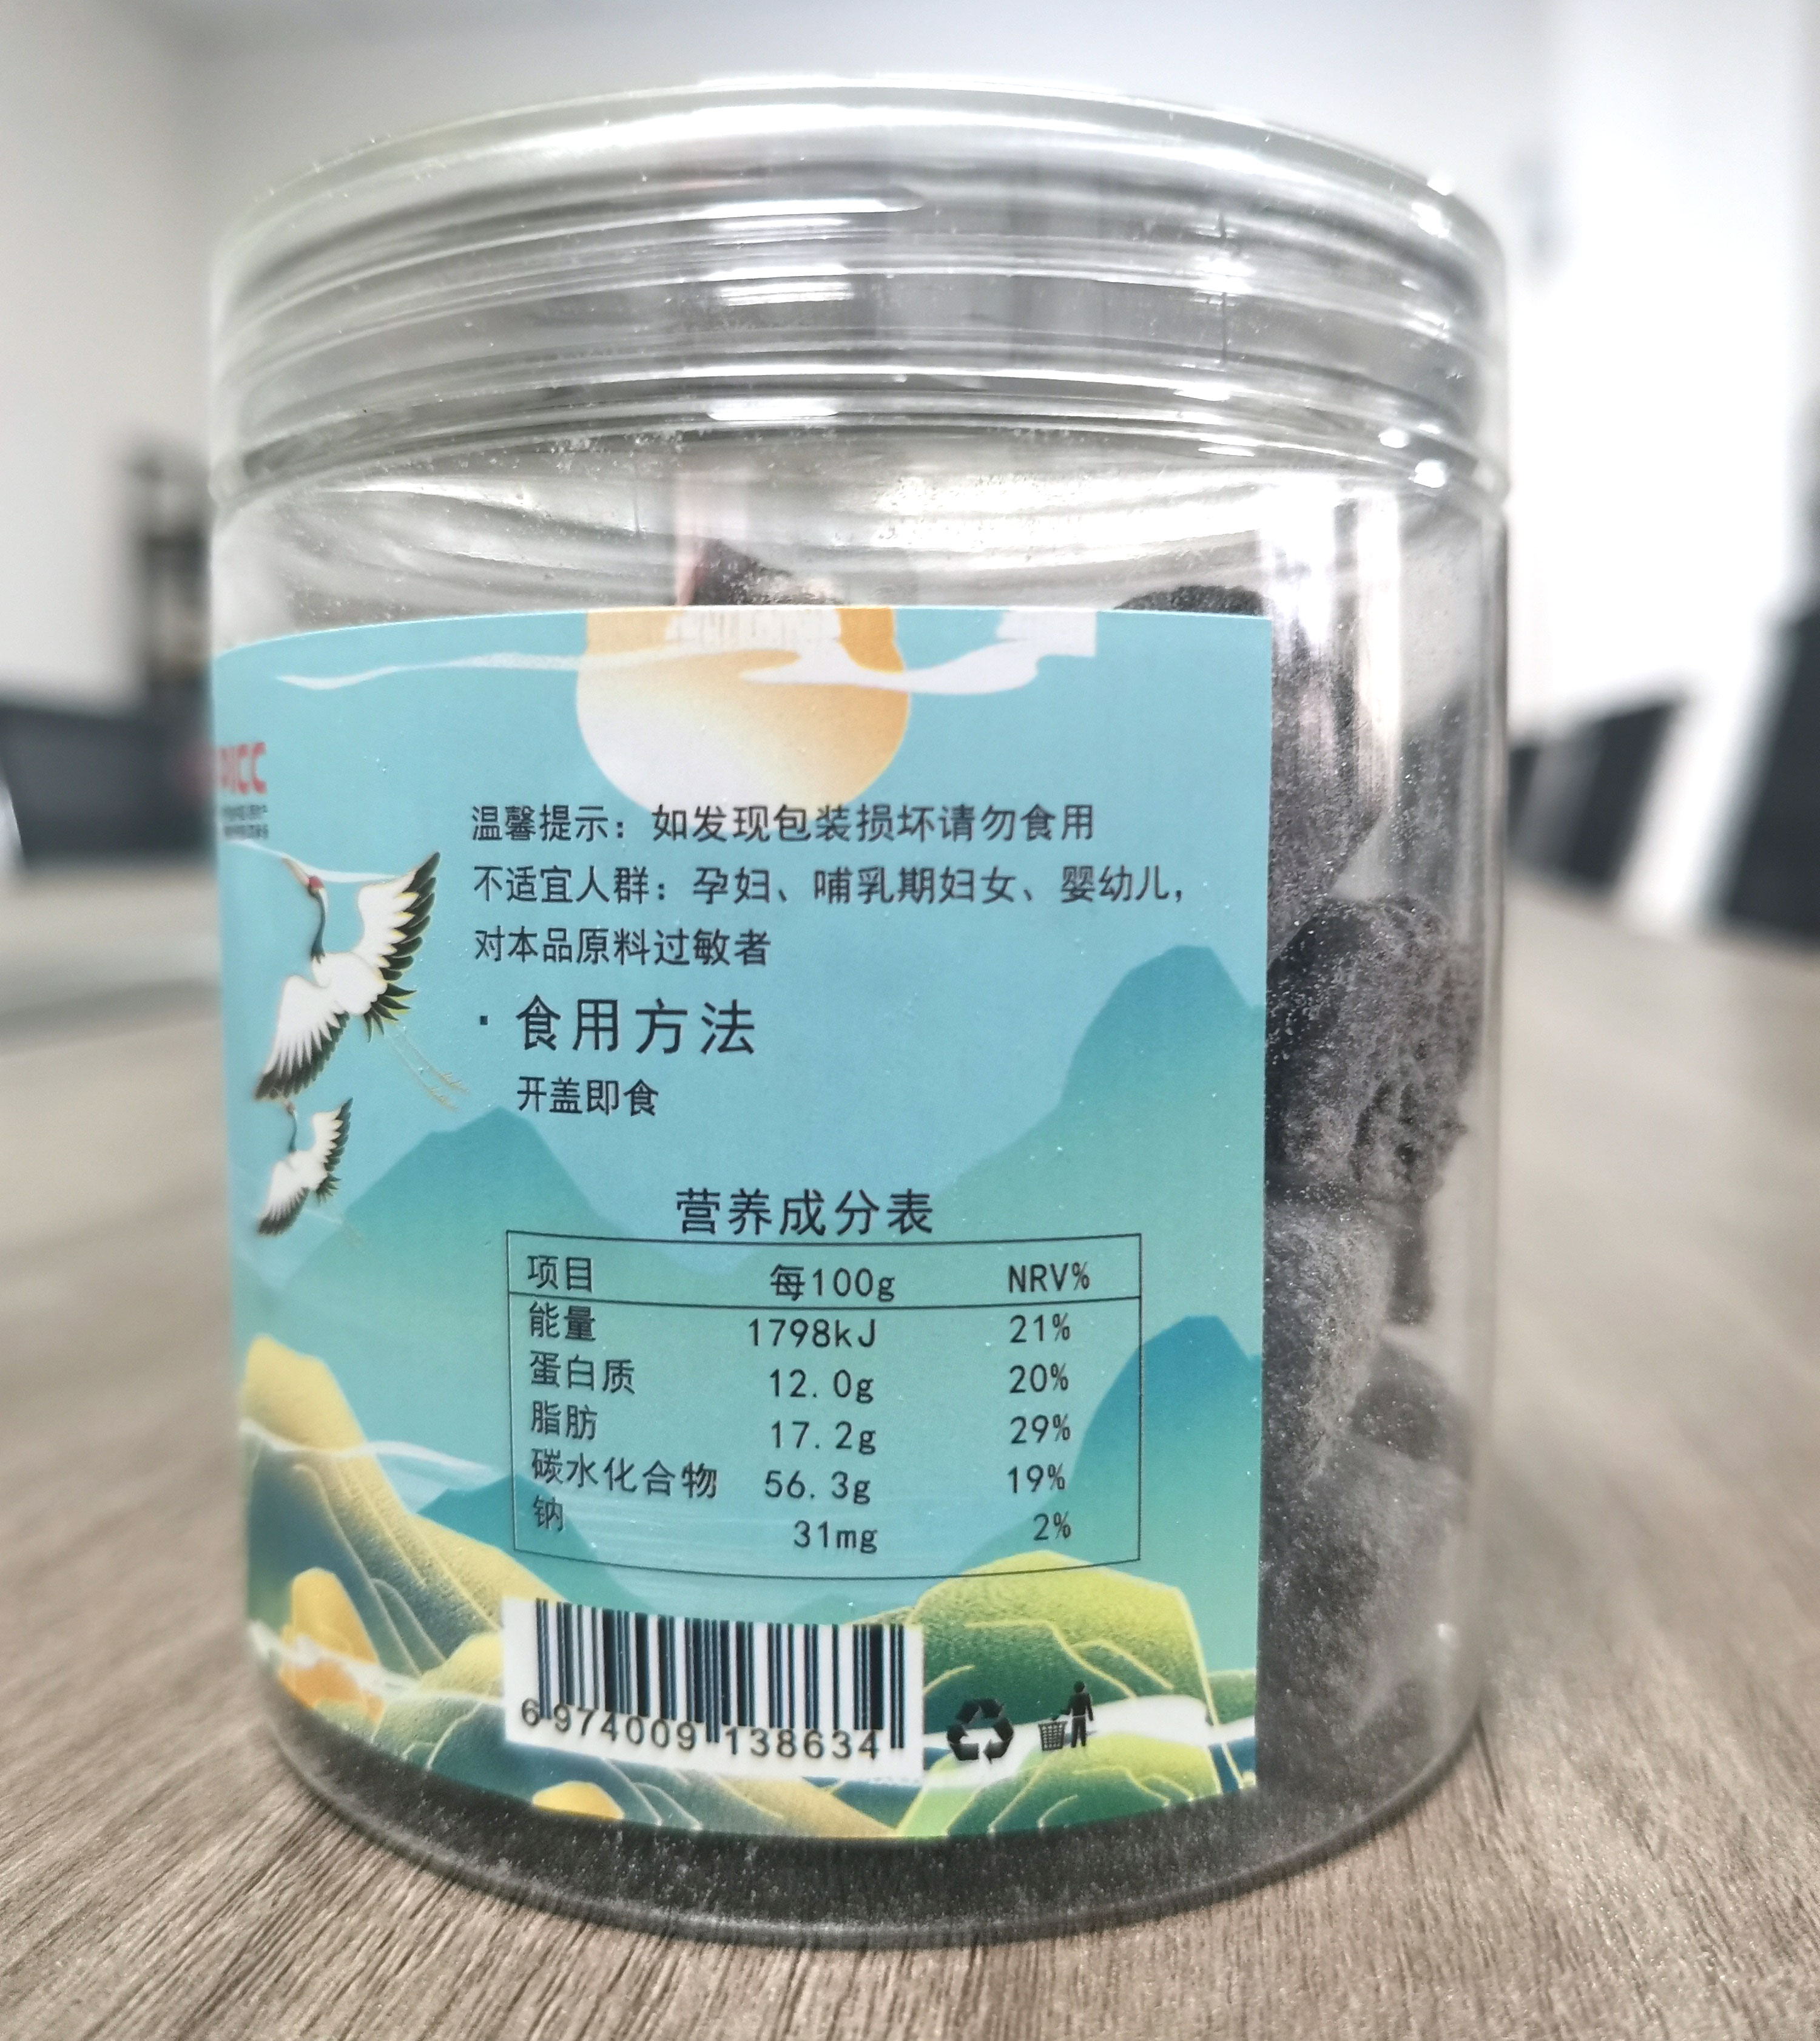 PICC
温馨提示：如发现包装损坏请勿食用
不适宜人群：孕妇、哺乳期妇女、婴幼儿，
对本品原料过敏者
·食用方法
开盖即食
营养成分表
项目 每100g NRV%
能量 1798kJ 21%
蛋白质 12.0g 20%
脂肪 17.2g 29%
碳水化合物 56.3g 19%
钠 31mg 2%
6 974009 138634